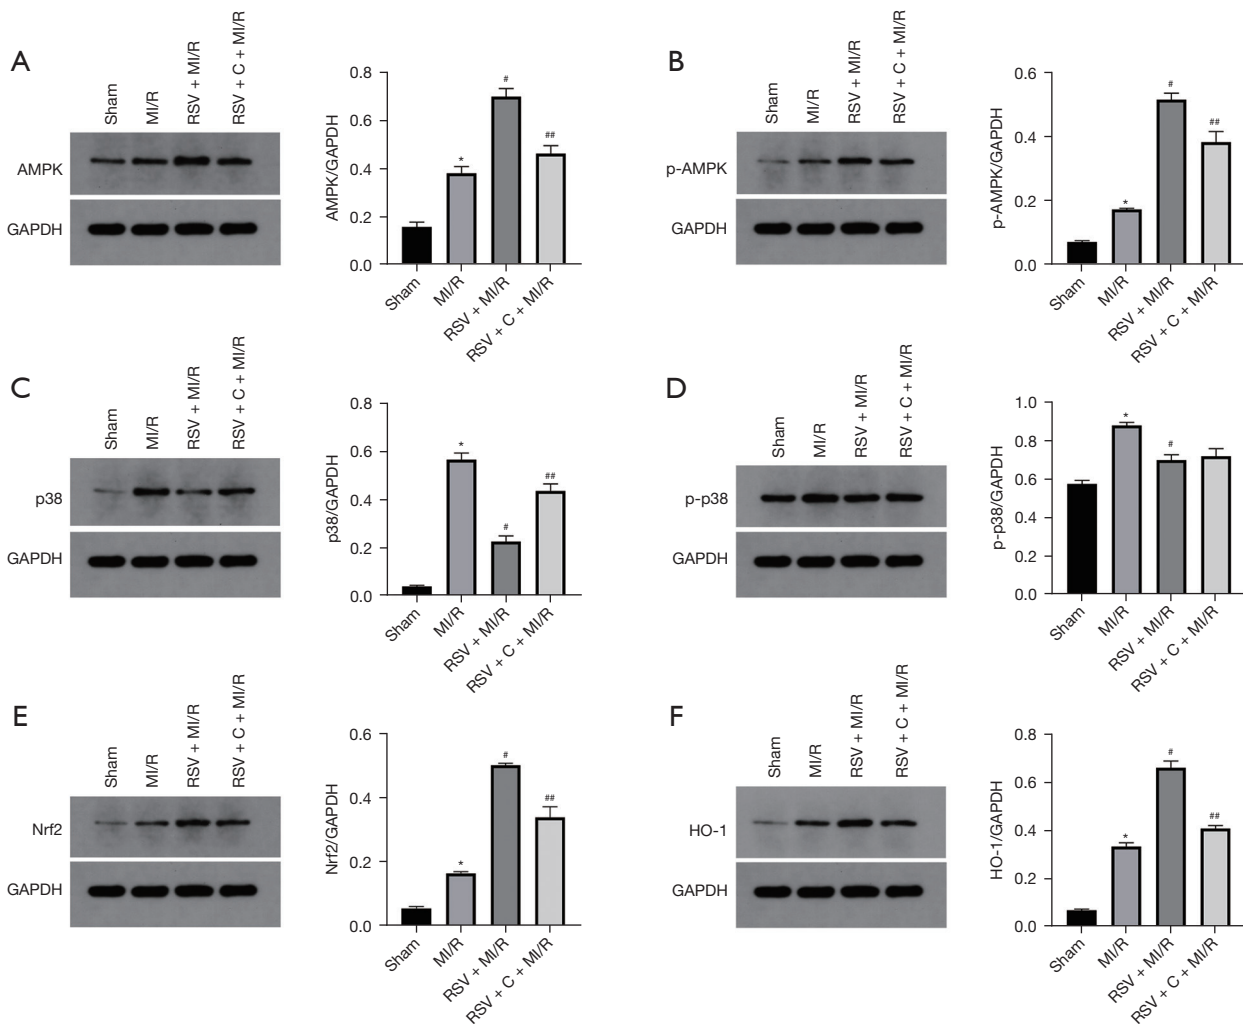 A
Sham
MI/R
RSV + MI/R
RSV + C + MI/R
AMPK
GAPDH
AMPK/GAPDH
0.8
0.6
0.4
0.2
0.0
*
#
##
Sham
MI/R
RSV + MI/R
RSV + C + MI/R
B
Sham
MI/R
RSV + MI/R
RSV + C + MI/R
p-AMPK
GAPDH
p-AMPK/GAPDH
0.6
0.4
0.2
0.0
*
#
##
Sham
MI/R
RSV + MI/R
RSV + C + MI/R
C
Sham
MI/R
RSV + MI/R
RSV + C + MI/R
p38
GAPDH
p38/GAPDH
0.8
0.6
0.4
0.2
0.0
*
#
##
Sham
MI/R
RSV + MI/R
RSV + C + MI/R
D
Sham
MI/R
RSV + MI/R
RSV + C + MI/R
p-p38
GAPDH
p-p38/GAPDH
1.0
0.8
0.6
0.4
0.2
0.0
*
#
Sham
MI/R
RSV + MI/R
RSV + C + MI/R
E
Sham
MI/R
RSV + MI/R
RSV + C + MI/R
Nrf2
GAPDH
Nrf2/GAPDH
0.6
0.4
0.2
0.0
*
#
##
Sham
MI/R
RSV + MI/R
RSV + C + MI/R
F
Sham
MI/R
RSV + MI/R
RSV + C + MI/R
HO-1
GAPDH
HO-1/GAPDH
0.8
0.6
0.4
0.2
0.0
*
#
##
Sham
MI/R
RSV + MI/R
RSV + C + MI/R